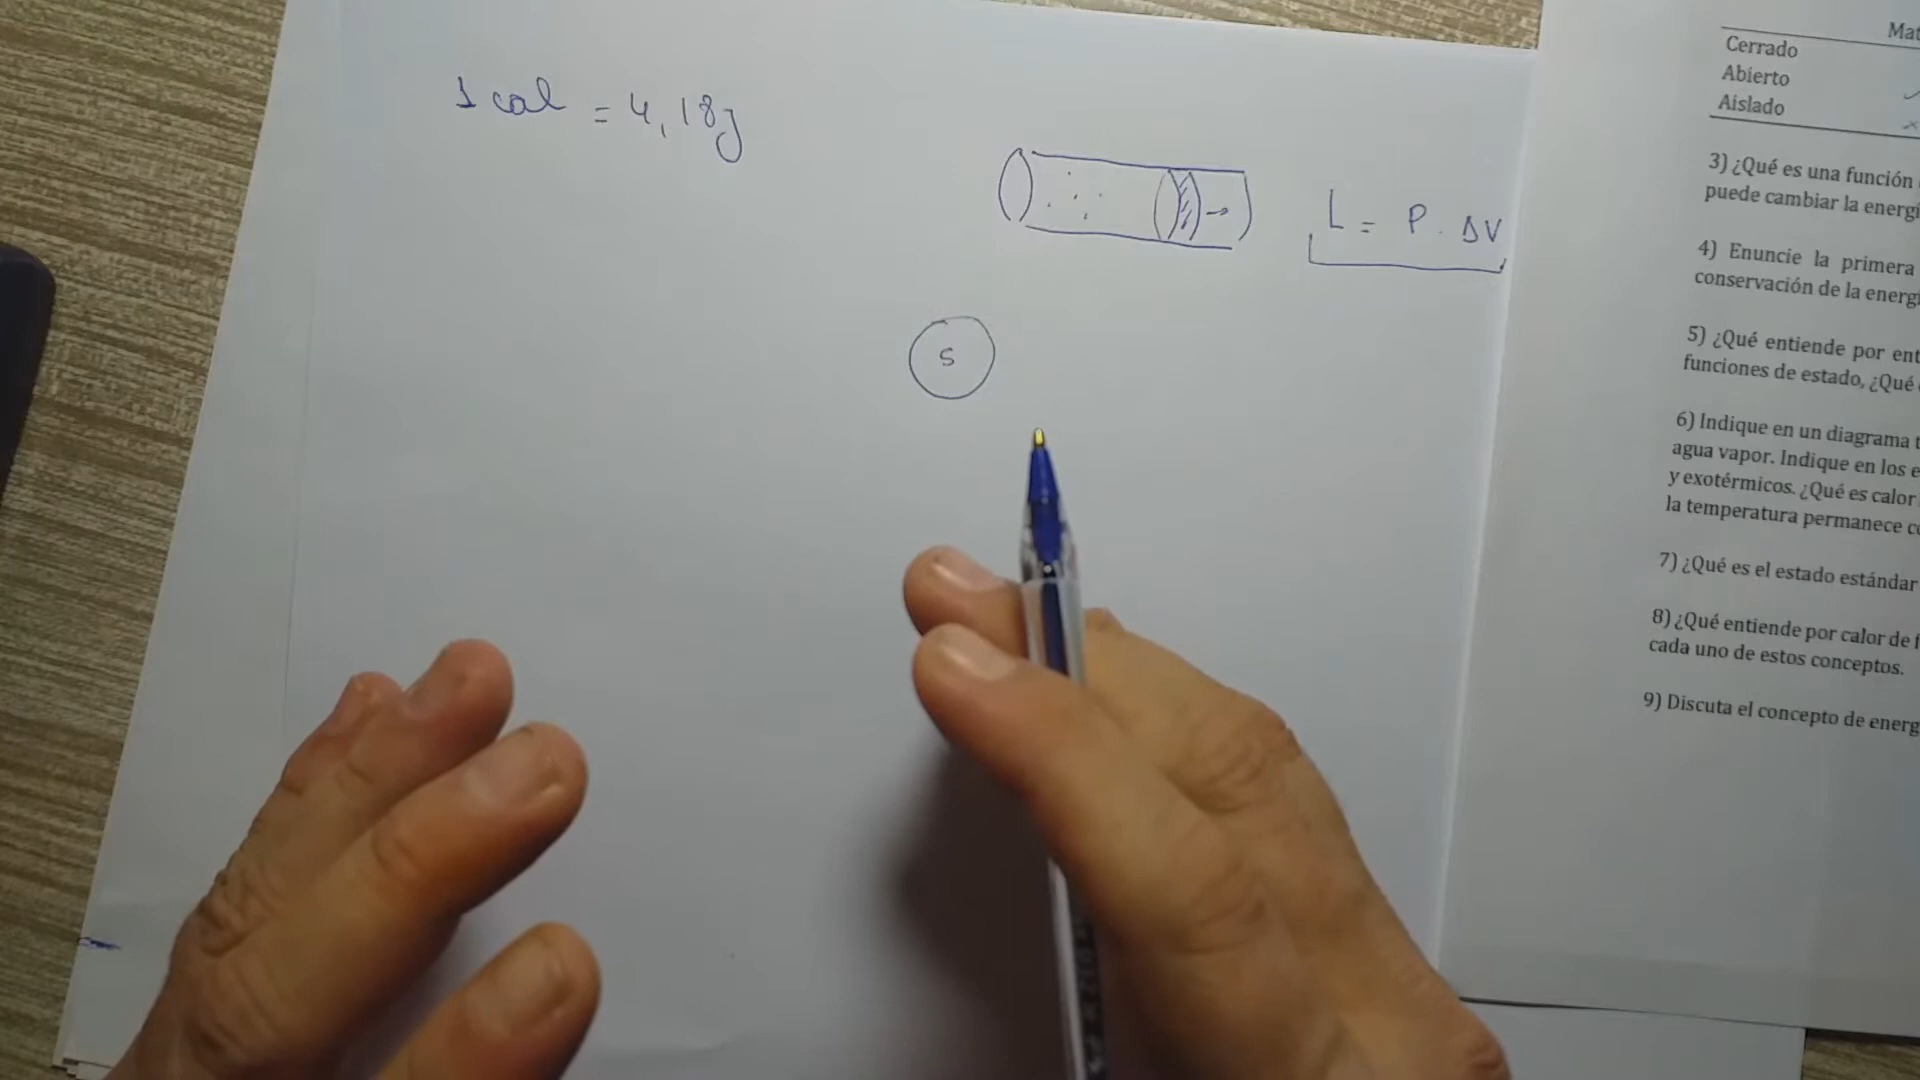 1 cal = 4,18 J
L = P . ΔV
S
Mat
Cerrado
Abierto
Aislado
3) ¿Qué es una función
puede cambiar la energí
4) Enuncie la primera
conservación de la energí
5) ¿Qué entiende por ent
funciones de estado, ¿Qué
6) Indique en un diagrama t
agua vapor. Indique en los e
y exotérmicos. ¿Qué es calor
la temperatura permanece c
7) ¿Qué es el estado estándar
8) ¿Qué entiende por calor de f
cada uno de estos conceptos.
9) Discuta el concepto de energ